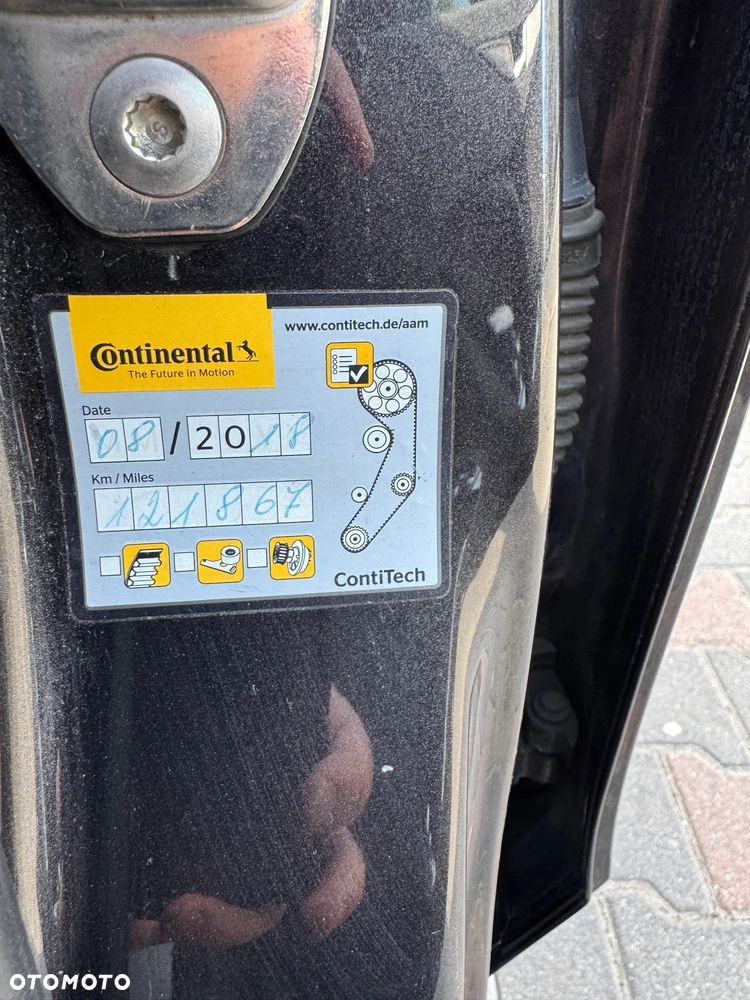 www.contitech.de/aam
Continental
The Future in Motion
Date
08 / 2018
Km / Miles
121867
ContiTech
OTOMOTO